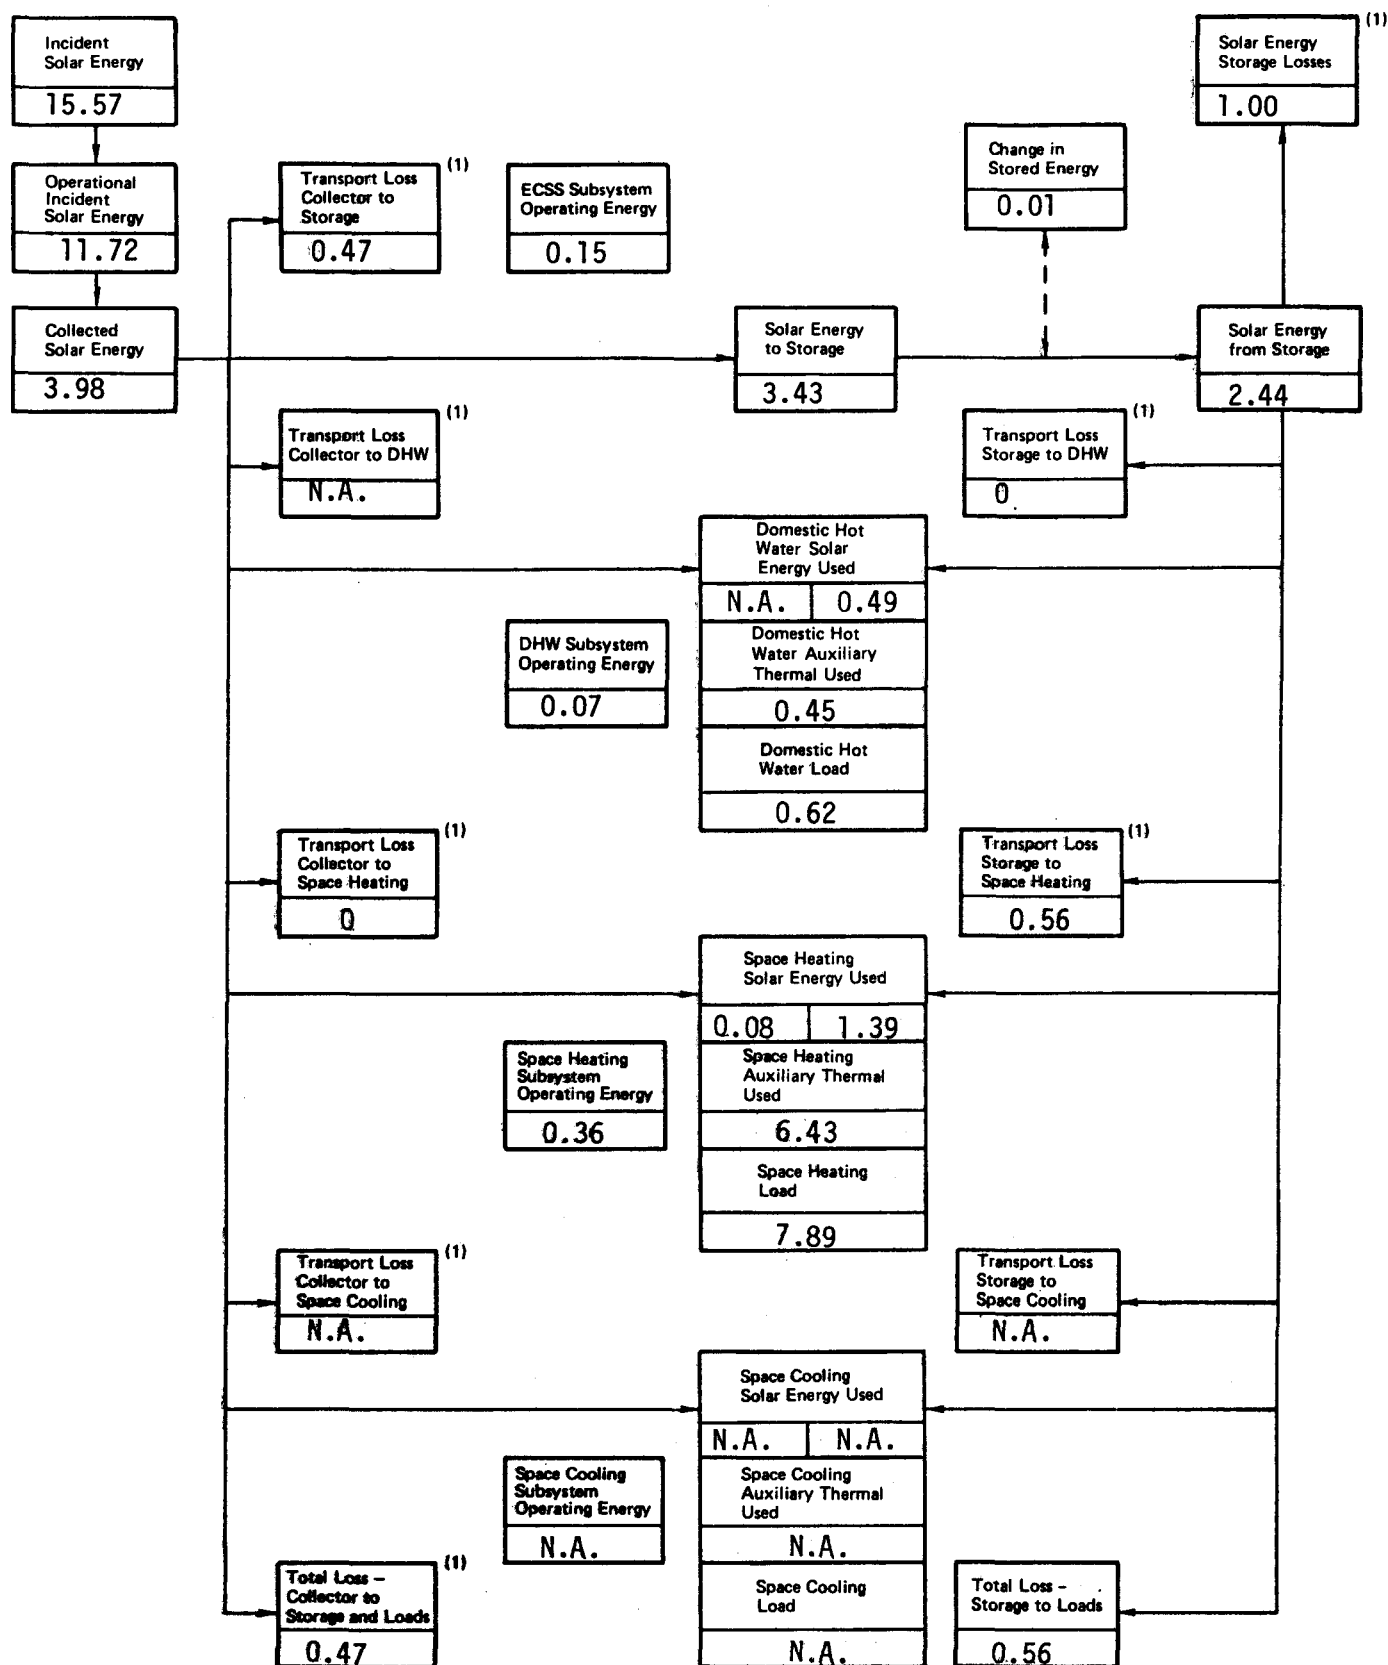 Incident
Solar Energy
15.57
(1)
Solar Energy
Storage Losses
1.00
Operational
Incident
Solar Energy
11.72
(1)
Transport Loss
Collector to
Storage
0.47
ECSS Subsystem
Operating Energy
0.15
Change in
Stored Energy
0.01
Collected
Solar Energy
3.98
Solar Energy
to Storage
3.43
Solar Energy
from Storage
2.44
(1)
Transport Loss
Collector to DHW
N.A.
(1)
Transport Loss
Storage to DHW
0
Domestic Hot
Water Solar
Energy Used
N.A. 0.49
Domestic Hot
Water Auxiliary
Thermal Used
0.45
Domestic Hot
Water Load
0.62
DHW Subsystem
Operating Energy
0.07
(1)
Transport Loss
Collector to
Space Heating
0
(1)
Transport Loss
Storage to
Space Heating
0.56
Space Heating
Solar Energy Used
0.08 1.39
Space Heating
Auxiliary Thermal
Used
6.43
Space Heating
Load
7.89
Space Heating
Subsystem
Operating Energy
0.36
(1)
Transport Loss
Collector to
Space Cooling
N.A.
Transport Loss
Storage to
Space Cooling
N.A.
Space Cooling
Solar Energy Used
N.A. N.A.
Space Cooling
Auxiliary Thermal
Used
N.A.
Space Cooling
Load
N.A.
Space Cooling
Subsystem
Operating Energy
N.A.
(1)
Total Loss –
Collector to
Storage and Loads
0.47
Total Loss –
Storage to Loads
0.56